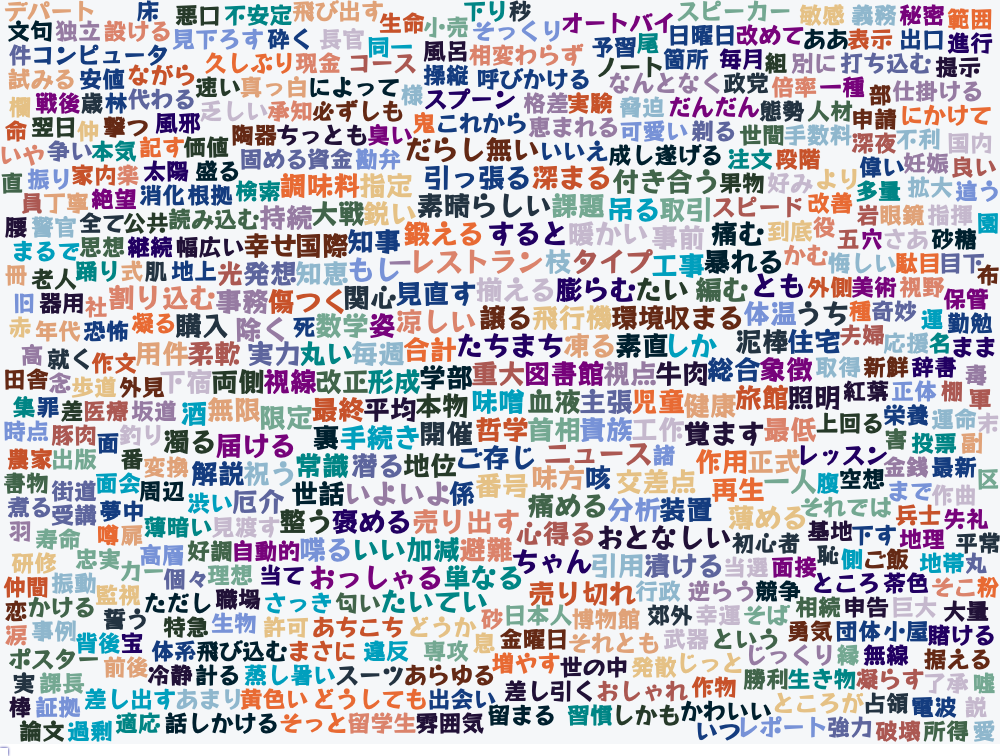 デパート 床 悪口 不安定 飛び出す 生命 小売 下り 秒 そっくり オートバイ スピーカー 敏感 義務 秘密 範囲
文句 独立 設ける 見下ろす 砕く 長官 同一 風呂 相変わらず 予習 尾 日曜日 改めて ああ 表示 出口 進行
件 コンピュータ 久しぶり 現金 コース 操縦 呼びかける ノート 箇所 毎月 組 別に 打ち込む 提示
試みる 安値 ながら 速い 真っ白 によって 様 スプーン 格差 実験 なんとなく 政党 倍率 一種 部 仕掛ける
欄 戦後 歳 林 代わる 乏しい 承知 必ずしも 鬼 これから 恵まれる 脅迫 だんだん 態勢 人材 申請 にかけて
命 翌日 仲 撃つ 風邪 陶器 ちっとも 臭い 可愛い 剃る 世間 手数料 深夜 不利 国内
いや 争い 本気 記す 価値 固める 資金 勘弁 だらし無い いいえ 成し遂げる 注文 段階 偉い 妊娠 良い
直 振り 家内 楽 太陽 盛る 引っ張る 深まる 付き合う 果物 好み より 多量 拡大 違う
員 丁寧 絶望 消化 根拠 検索 調味料 指定 素晴らしい 課題 吊る 取引 スピード 改善 岩 眼鏡 指揮 園
腰 警官 全て 公共 読み込む 持続 大戦 鋭い 鍛える すると 暖かい 事前 痛む 到底 役 五 穴 さあ 砂糖
まるで 思想 継続 幅広い 幸せ 国際 知事 レストラン 枝 タイプ 工事 暴れる かむ 悔しい 駄目 目下 布
冊 老人 踊り 式 肌 地上 光 発想 知恵 もし 揃える 膨らむ たい 編む とも 外側 美術 視野 保管
旧 器用 社 割り込む 事務 傷つく 関心 見直す 譲る 飛行機 環境 収まる 体温 うち 種 奇妙 運 勤勉
赤 年代 恐怖 凝る 購入 除く 死 数学 姿 涼しい たちまち 凍る 素直 しか 泥棒 住宅 夫婦 応援 名 まま
高 就く 作文 用件 柔軟 実力 丸い 毎週 合計 重大 図書館 視点 牛肉 総合 象徴 取得 新鮮 辞書 毒
田舎 念 歩道 外見 下宿 両側 視線 改正 形成 学部 味噌 血液 主張 児童 健康 旅館 照明 紅葉 正体 棚 軍
集 罪 差 医療 坂道 酒 無限 限定 最終 平均 本物 哲学 首相 貴族 工作 覚ます 最低 上回る 栄養 運命 末
時点 豚肉 面 釣り 濁る 届ける 裏 手続き 開催 ニュース 諸 作用 正式 レッスン 害 投票 副
農家 出版 番 変換 解説 祝う 常識 潜る 地位 ご存じ 味方 咳 交差点 再生 一人 腹 空想 金銭 最新 区
書物 街道 面会 周辺 渋い 厄介 世話 いよいよ 係 番号 痛める 分析 装置 薄める それでは まで 作曲
煮る 受講 夢中 噂 扉 薄暗い 見渡す 整う 褒める 売り出す 心得る おとなしい 初心者 基地 下す 兵士 失礼 地理 平常
羽 寿命 高層 好調 自動的 喋る いい 加減 避難 ちゃん 引用 漬ける 当選 面接 恥 側 ご飯 地帯 丸
研修 忠実 カー 個々 理想 当て おっしゃる 単なる 売り切れ 行政 逆らう 競争 ところ 茶色 そこ 粉
仲間 振動 監視 ただし 職場 さっき 匂い たいてい 砂 日本人 博物館 郊外 幸運 そば 相続 申告 巨大 大量
恋 かける 誓う 特急 生物 許可 あちこち どうか 息 金曜日 それとも 武器 という 勇気 団体 小屋 賭ける
涙 事例 背後 宝 体系 飛び込む まさに 違反 専攻 増やす 世の中 発散 じっと じっくり 縁 無線 据える
ポスター 前後 冷静 計る 蒸し暑い スーツ あらゆる 差し引く おしゃれ 作物 勝利 生き物 凝らす 了承 嘘
実 課長 差し出す あまり 黄色い どうしても 出会い 留まる 習慣 しかも かわいい ところが 占領 電波 説
棒 証拠 論文 過剰 適応 話しかける そっと 留学生 雰囲気 いつ レポート 強力 破壊 所得 愛